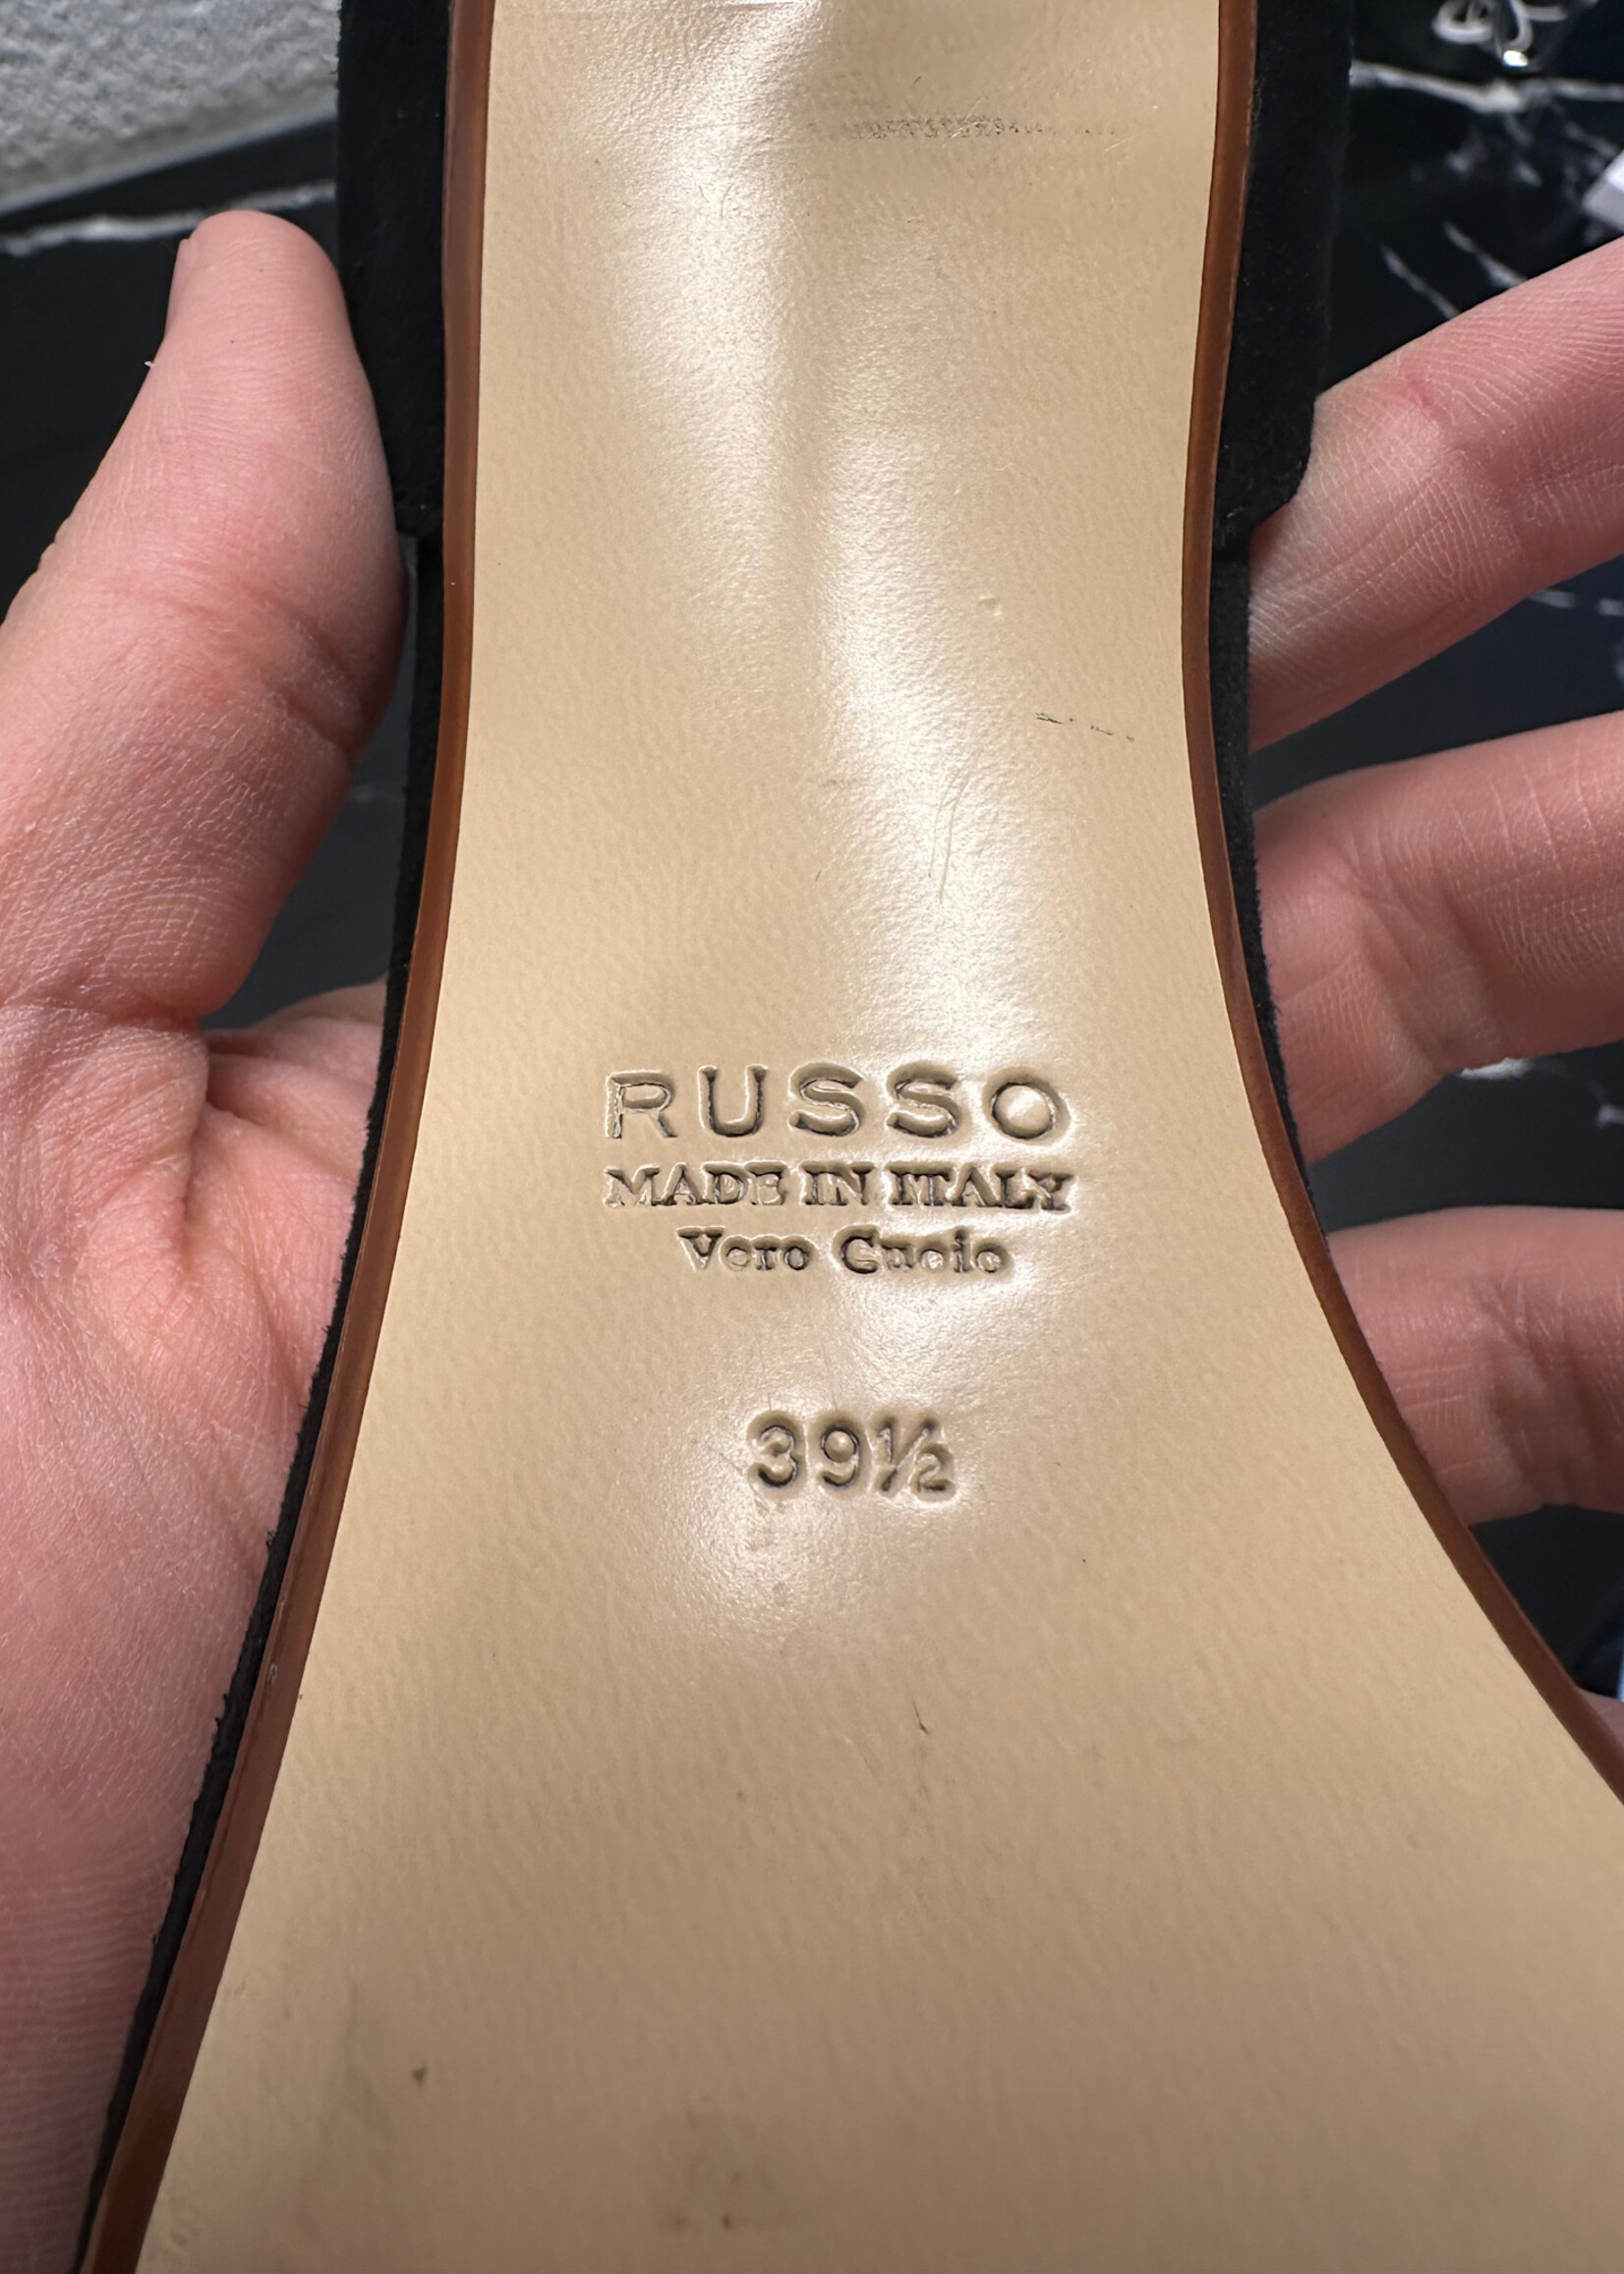 RUSSO
MADE IN ITALY
Vero Cuoio
39½